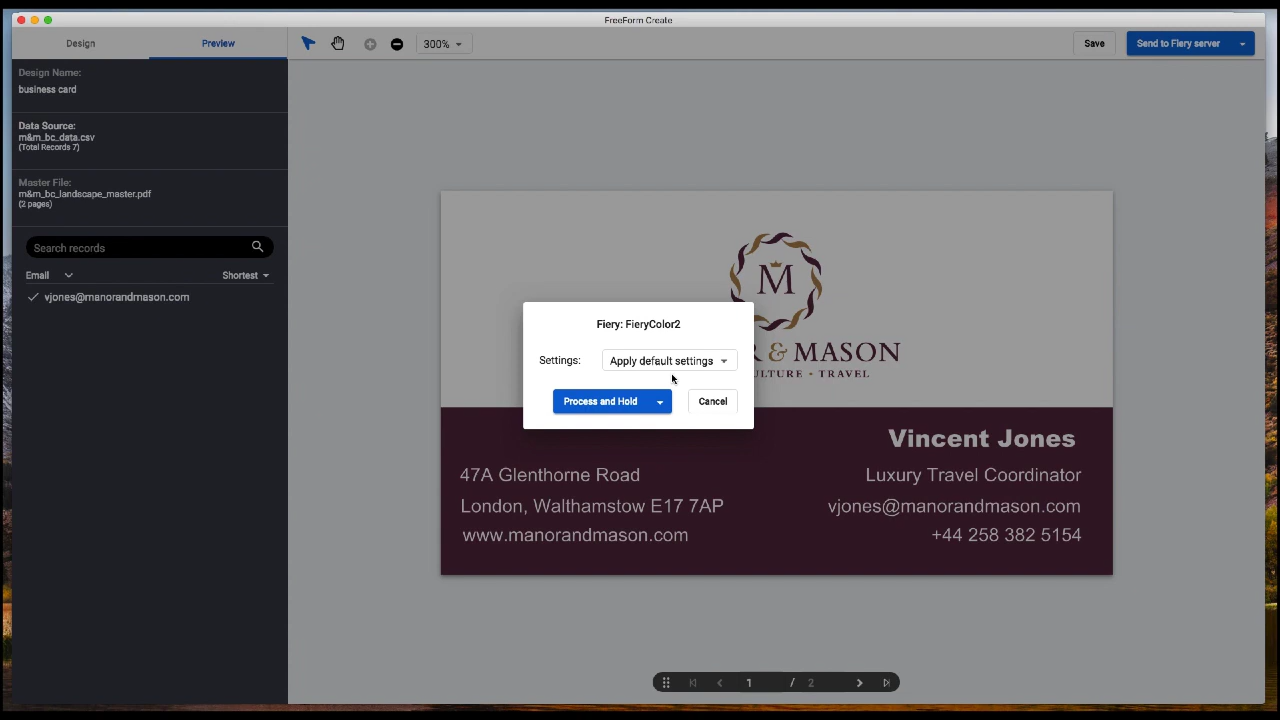 FreeForm Create
Design
Preview
300%
Save
Send to Fiery server
Design Name:
business card
Data Source:
m&m_bc_data.csv
(Total Records 7)
Master File:
m&m_bc_landscape_master.pdf
(2 pages)
Search records
Email
Shortest
vjones@manorandmason.com
M
& MASON
TRAVEL
Fiery: FieryColor2
Settings:
Apply default settings
Process and Hold
Cancel
Vincent Jones
47A Glenthorne Road
Luxury Travel Coordinator
London, Walthamstow E17 7AP
vjones@manorandmason.com
www.manorandmason.com
+44 258 382 5154
1 / 2